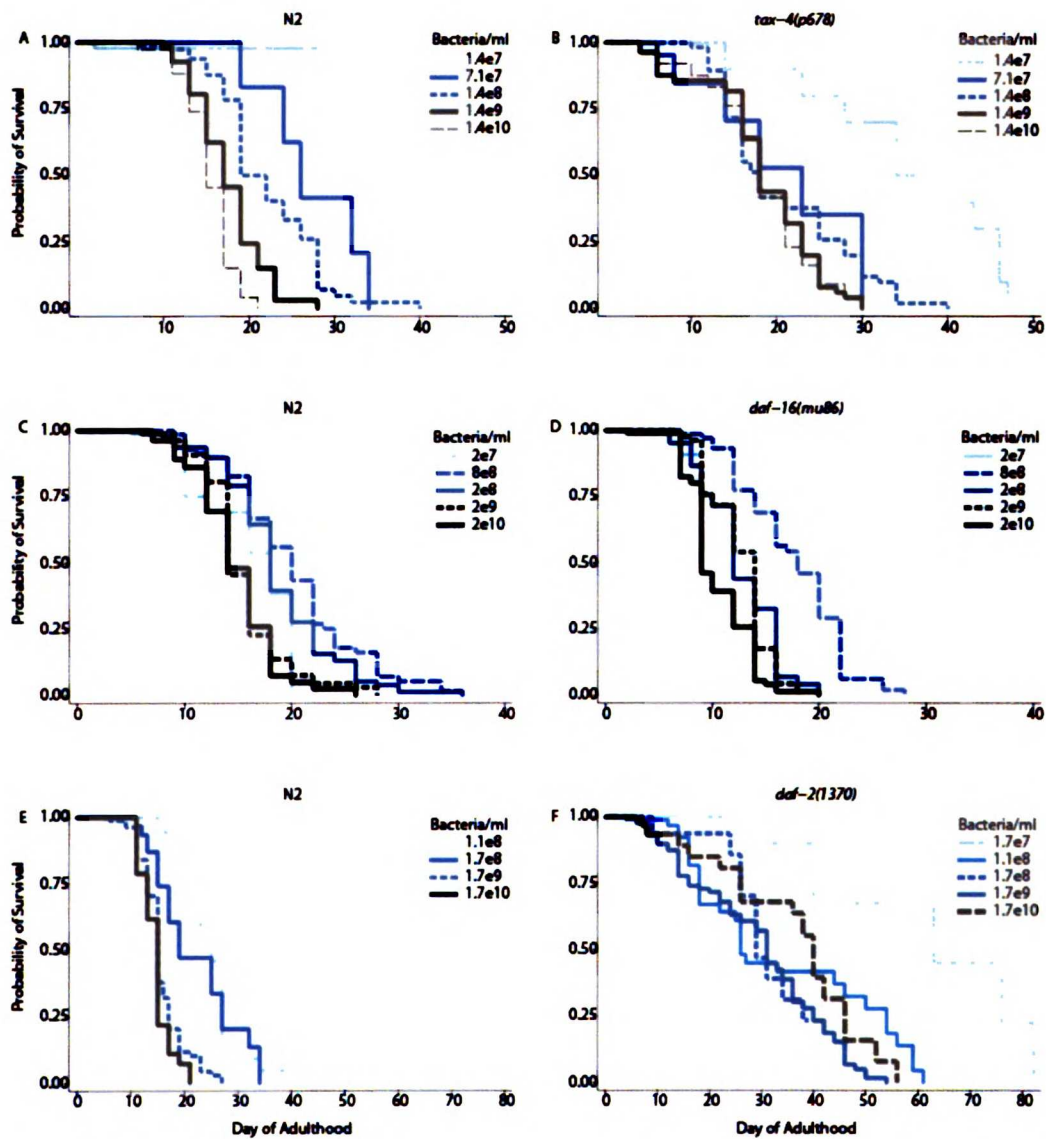 N2
A
1.00
0.75
0.50
0.25
0.00
Probability of Survival
10
20
30
40
50
Bacteria/ml
1.4e7
7.1e7
1.4e8
1.4e9
1.4e10
tax-4(p678)
B
1.00
0.75
0.50
0.25
0.00
10
20
30
40
50
Bacteria/ml
1.4e7
7.1e7
1.4e8
1.4e9
1.4e10
N2
C
1.00
0.75
0.50
0.25
0.00
Probability of Survival
0
10
20
30
40
Bacteria/ml
2e7
8e8
2e8
2e9
2e10
daf-16(mu86)
D
1.00
0.75
0.50
0.25
0.00
0
10
20
30
40
Bacteria/ml
2e7
8e8
2e8
2e9
2e10
N2
E
1.00
0.75
0.50
0.25
0.00
Probability of Survival
0
10
20
30
40
50
60
70
80
Day of Adulthood
Bacteria/ml
1.1e8
1.7e8
1.7e9
1.7e10
daf-2(1370)
F
1.00
0.75
0.50
0.25
0.00
0
10
20
30
40
50
60
70
80
Day of Adulthood
Bacteria/ml
1.7e7
1.1e8
1.7e8
1.7e9
1.7e10